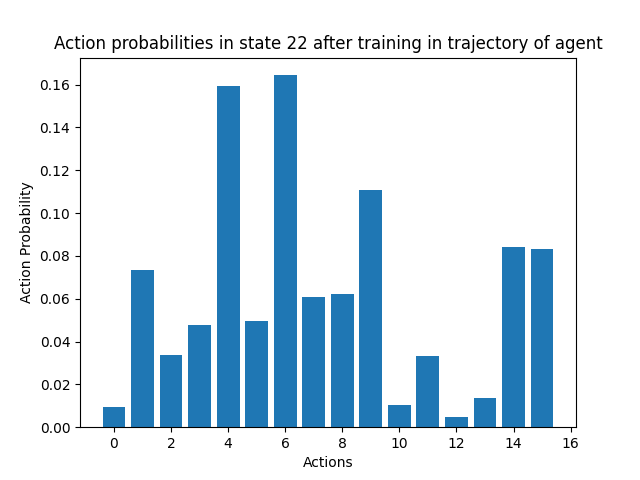 Action probabilities in state 22 after training in trajectory of agent
0.16
0.14
0.12
0.10
0.08
0.06
0.04
0.02
0.00
Action Probability
0 2 4 6 8 10 12 14 16
Actions